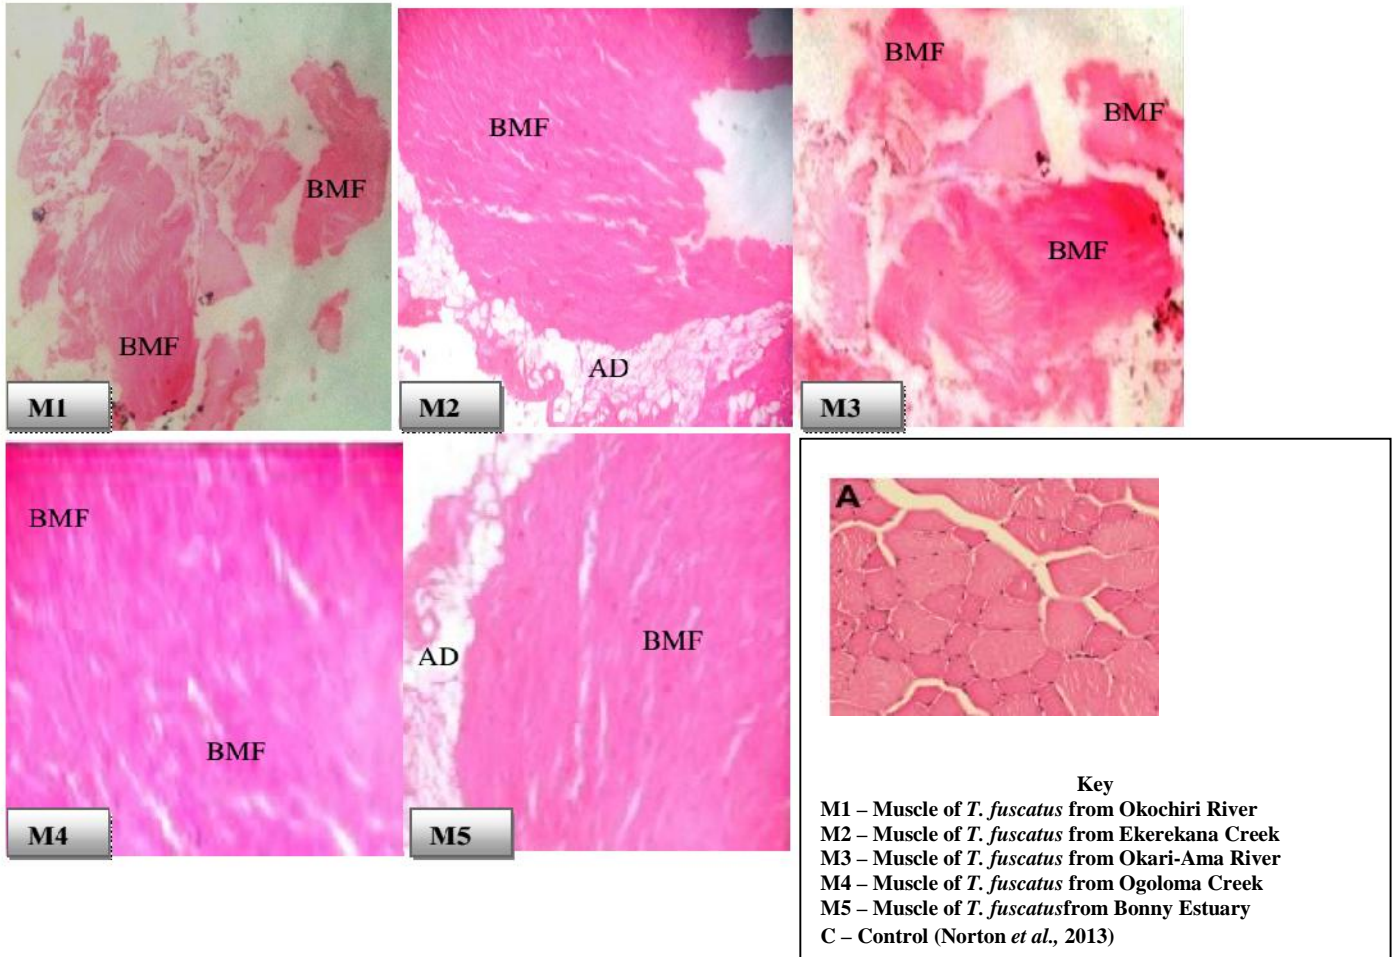 BMF
BMF
M1
BMF
AD
M2
BMF
BMF
BMF
M3
BMF
BMF
M4
AD
BMF
M5
A
Key
M1 – Muscle of T. fuscatus from Okochiri River
M2 – Muscle of T. fuscatus from Ekerekana Creek
M3 – Muscle of T. fuscatus from Okari-Ama River
M4 – Muscle of T. fuscatus from Ogoloma Creek
M5 – Muscle of T. fuscatusfrom Bonny Estuary
C – Control (Norton et al., 2013)